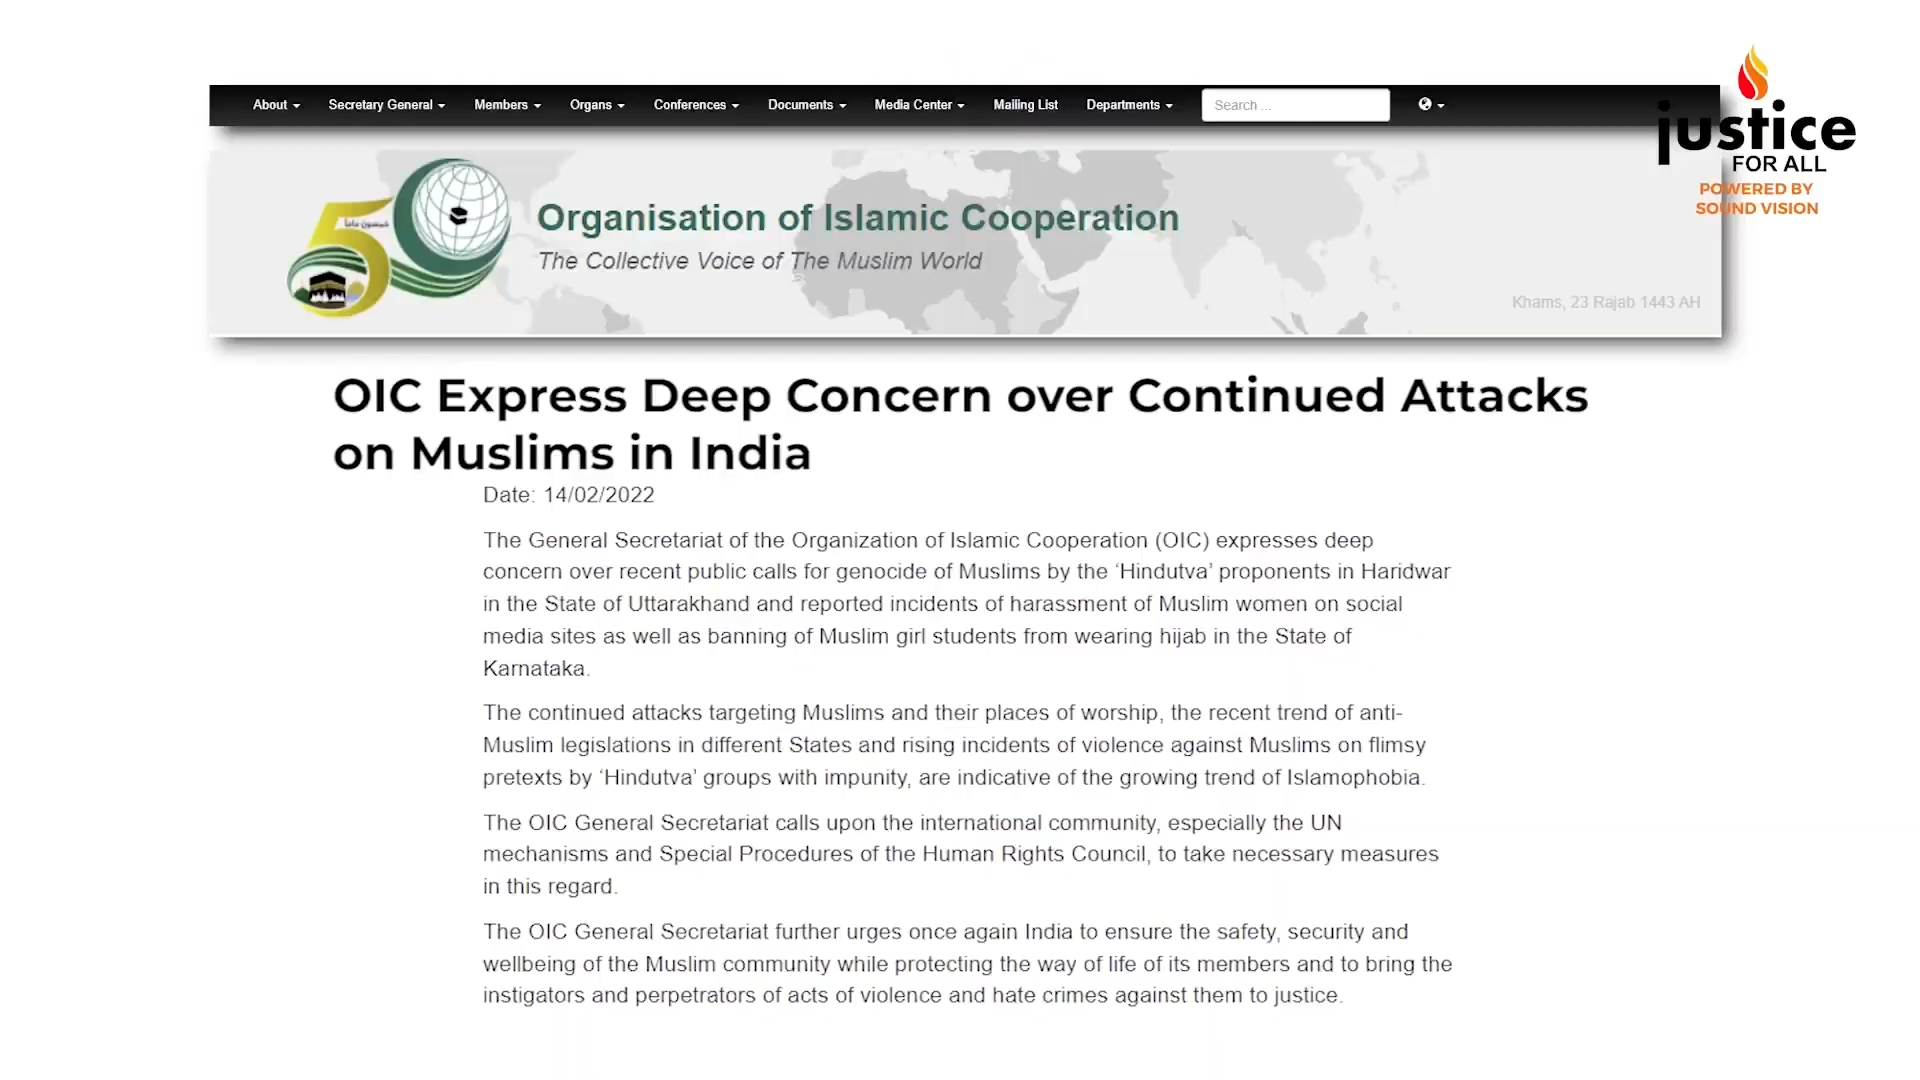 About
Secretary General
Members
Organs
Conferences
Documents
Media Center
Mailing List
Departments
Search ...
justice
FOR ALL
POWERED BY
SOUND VISION
Organisation of Islamic Cooperation
The Collective Voice of The Muslim World
Khams, 23 Rajab 1443 AH
OIC Express Deep Concern over Continued Attacks
on Muslims in India
Date: 14/02/2022
The General Secretariat of the Organization of Islamic Cooperation (OIC) expresses deep
concern over recent public calls for genocide of Muslims by the ‘Hindutva’ proponents in Haridwar
in the State of Uttarakhand and reported incidents of harassment of Muslim women on social
media sites as well as banning of Muslim girl students from wearing hijab in the State of
Karnataka.
The continued attacks targeting Muslims and their places of worship, the recent trend of anti-
Muslim legislations in different States and rising incidents of violence against Muslims on flimsy
pretexts by ‘Hindutva’ groups with impunity, are indicative of the growing trend of Islamophobia.
The OIC General Secretariat calls upon the international community, especially the UN
mechanisms and Special Procedures of the Human Rights Council, to take necessary measures
in this regard.
The OIC General Secretariat further urges once again India to ensure the safety, security and
wellbeing of the Muslim community while protecting the way of life of its members and to bring the
instigators and perpetrators of acts of violence and hate crimes against them to justice.